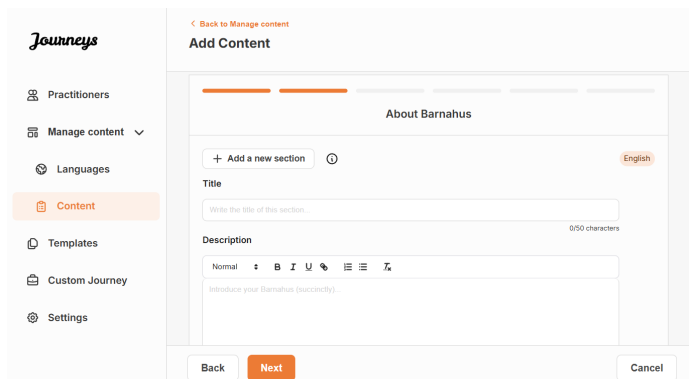 Journeys
Practitioners
Manage content
Languages
Content
Templates
Custom Journey
Settings
Back to Manage content
Add Content
About Barnahus
+ Add a new section
English
Title
Write the title of this section...
0/50 characters
Description
Normal B I U
Introduce your Barnahus (succinctly)...
Back Next Cancel